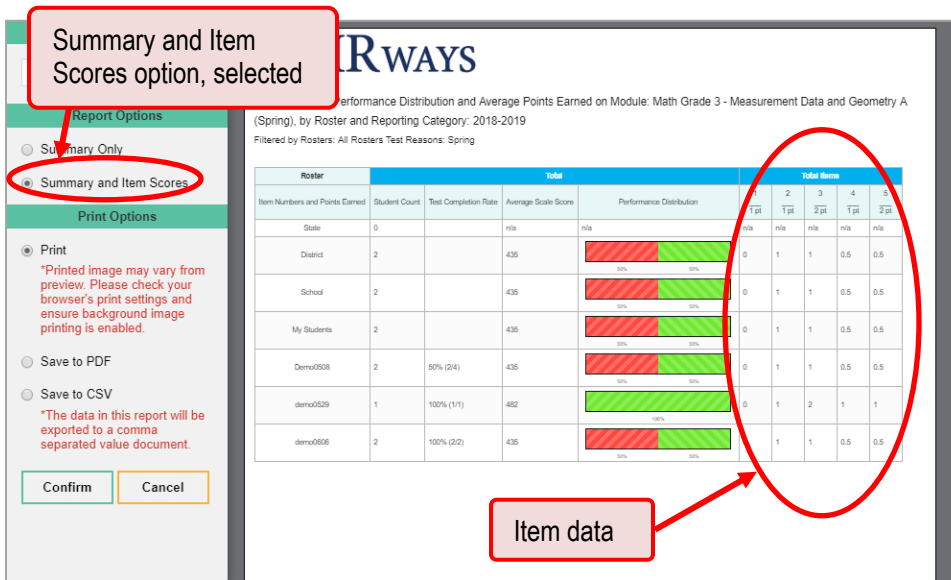 Summary and Item
Scores option, selected
RWAYS
Report Options
Summary Only
Summary and Item Scores
Print Options
Print
*Printed image may vary from
preview. Please check your
browser's print settings and
ensure background image
printing is enabled.
Save to PDF
Save to CSV
*The data in this report will be
exported to a comma
separated value document.
Confirm Cancel
Performance Distribution and Average Points Earned on Module: Math Grade 3 - Measurement Data and Geometry A
(Spring), by Roster and Reporting Category: 2018-
2019
Filtered by Rosters: All Rosters Test Reasons: Spring
Roster Total Total Items
Item Numbers and Points Earned Student Count Test Completion Rate Average Scale Score Performance Distribution 1 2 3 4 5
1 pt 1 pt 2 pt 1 pt 2 pt
State 0 n/a n/a n/a n/a n/a n/a n/a
District 2 435 0 1 1 0.5 0.5
50% 50%
School 2 435 0 1 1 0.5 0.5
50% 50%
My Students 2 435 0 1 1 0.5 0.5
50% 50%
Demo0508 2 50% (2/4) 435 0 1 1 0.5 0.5
50% 50%
demo0529 1 100% (1/1) 482 0 1 2 1 1
100%
demo0606 2 100% (2/2) 435 1 1 0.5 0.5
50% 50%
Item data